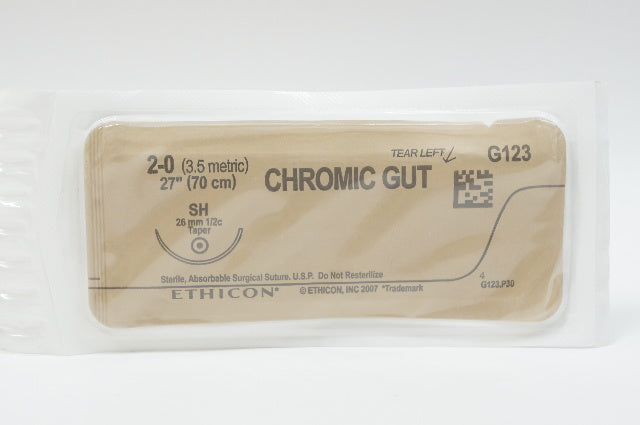 2-0 (3.5 metric)
27" (70 cm)
SH
26 mm 1/2c
Taper
CHROMIC GUT
TEAR LEFT
G123
Sterile, Absorbable Surgical Suture. U.S.P. Do Not Resterilize
ETHICON* © ETHICON, INC 2007 *Trademark
4
G123.P30